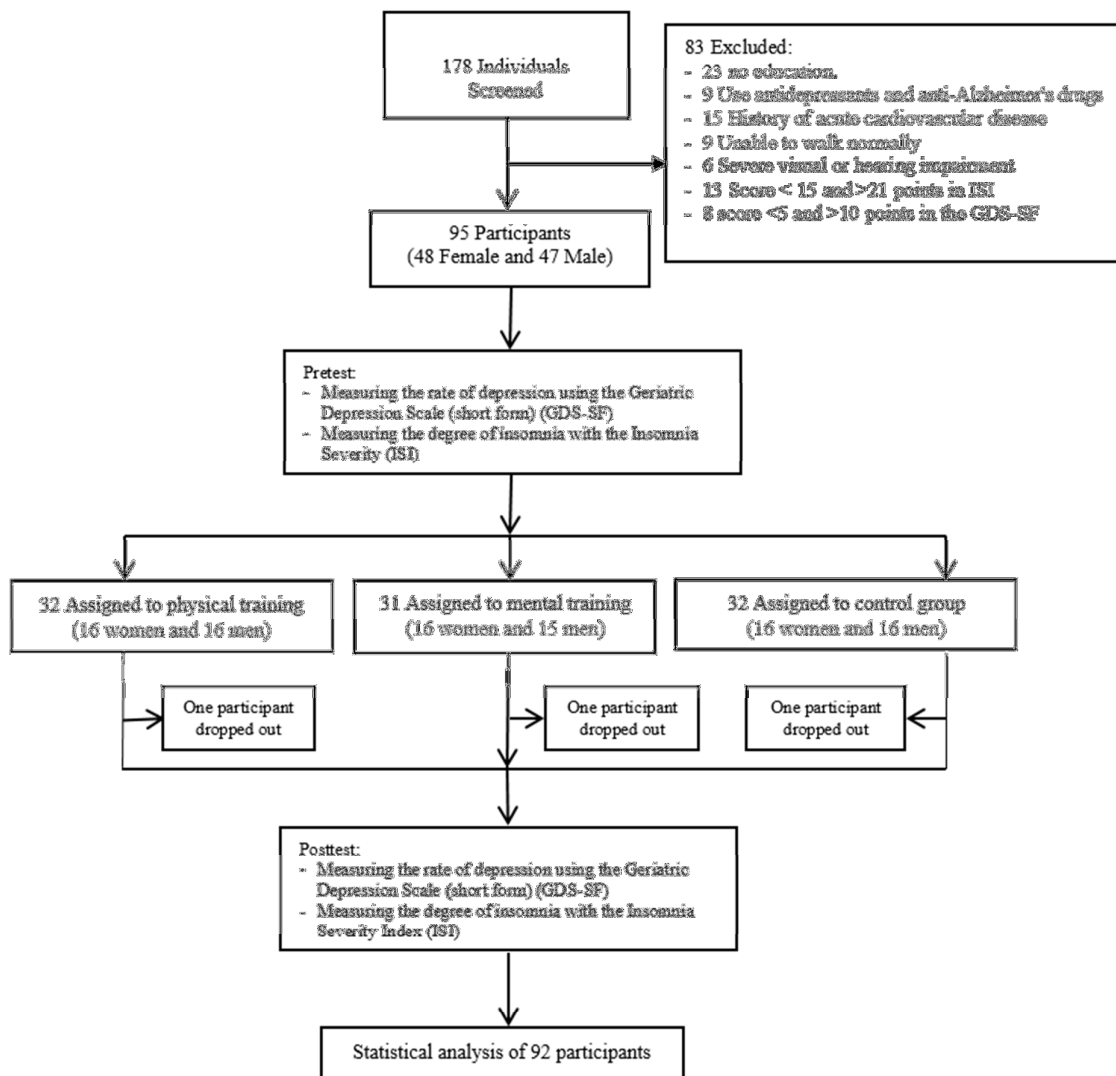 178 Individuals
Screened
83 Excluded:
- 23 no education.
- 9 Use antidepressants and anti-Alzheimer's drugs
- 15 History of acute cardiovascular disease
- 9 Unable to walk normally
- 6 Severe visual or hearing impairment
- 13 Score < 15 and >21 points in ISI
- 8 score <5 and >10 points in the GDS-SF
95 Participants
(48 Female and 47 Male)
Pretest:
- Measuring the rate of depression using the Geriatric
Depression Scale (short form) (GDS-SF)
- Measuring the degree of insomnia with the Insomnia
Severity (ISI)
32 Assigned to physical training
(16 women and 16 men)
31 Assigned to mental training
(16 women and 15 men)
32 Assigned to control group
(16 women and 16 men)
One participant
dropped out
One participant
dropped out
One participant
dropped out
Posttest:
- Measuring the rate of depression using the Geriatric
Depression Scale (short form) (GDS-SF)
- Measuring the degree of insomnia with the Insomnia
Severity Index (ISI)
Statistical analysis of 92 participants